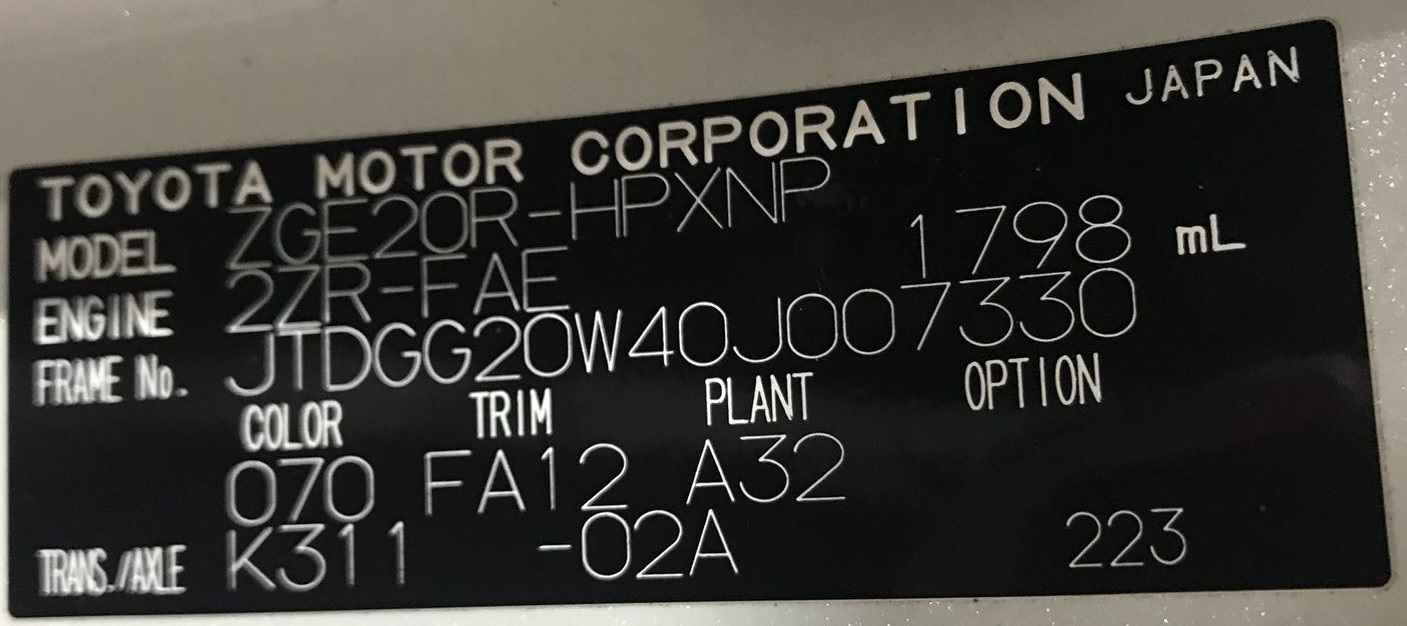 TOYOTA MOTOR CORPORATION JAPAN
MODEL ZGE20R-HPXNP
ENGINE 2ZR-FAE 1798 mL
FRAME No. JTDGG20W40J007330
COLOR TRIM PLANT OPTION
070 FA12 A32
TRANS./AXLE K311 -02A 223